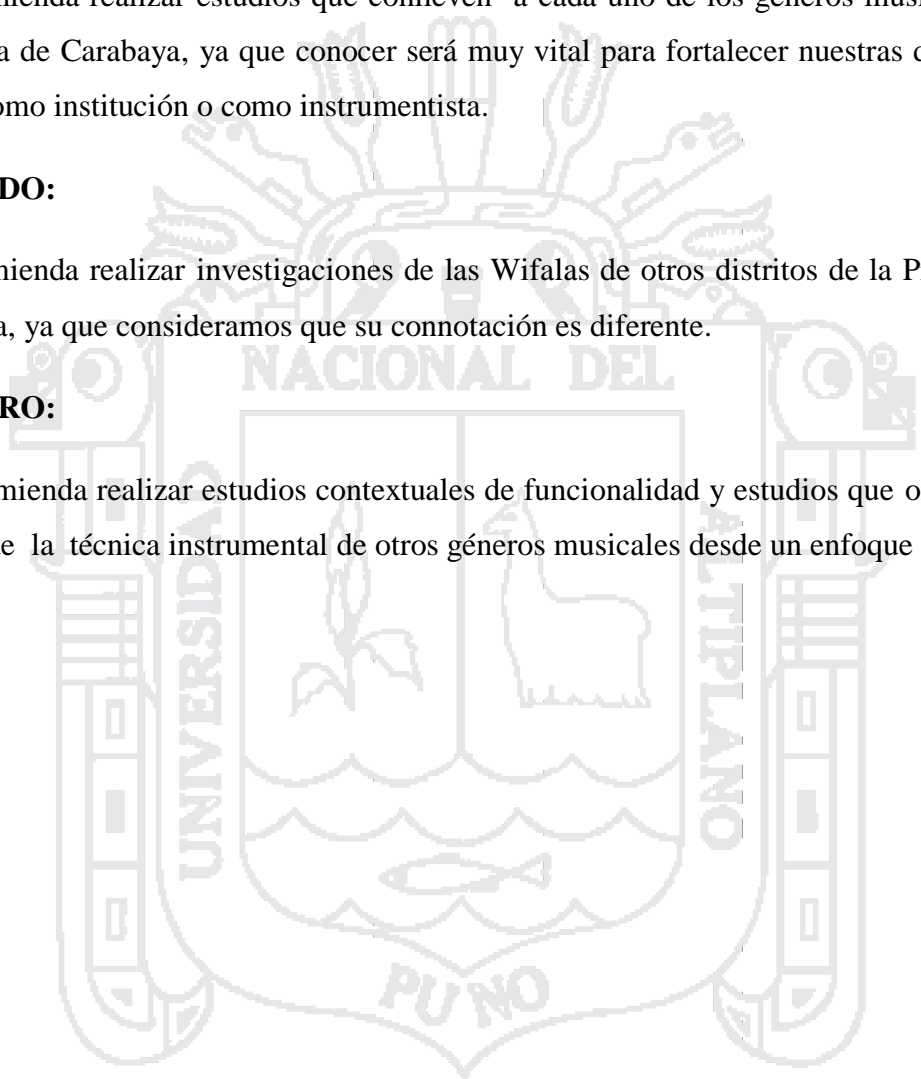 mienda realizar estudios que conlleven a cada uno de los géneros musi
a de Carabaya, ya que conocer será muy vital para fortalecer nuestras c
omo institución o como instrumentista.
DO:
mienda realizar investigaciones de las Wifalas de otros distritos de la P
a, ya que consideramos que su connotación es diferente.
RO:
mienda realizar estudios contextuales de funcionalidad y estudios que o
e la técnica instrumental de otros géneros musicales desde un enfoque
UNIVERSIDAD
NACIONAL DEL
ALTIPLANO
PUNO